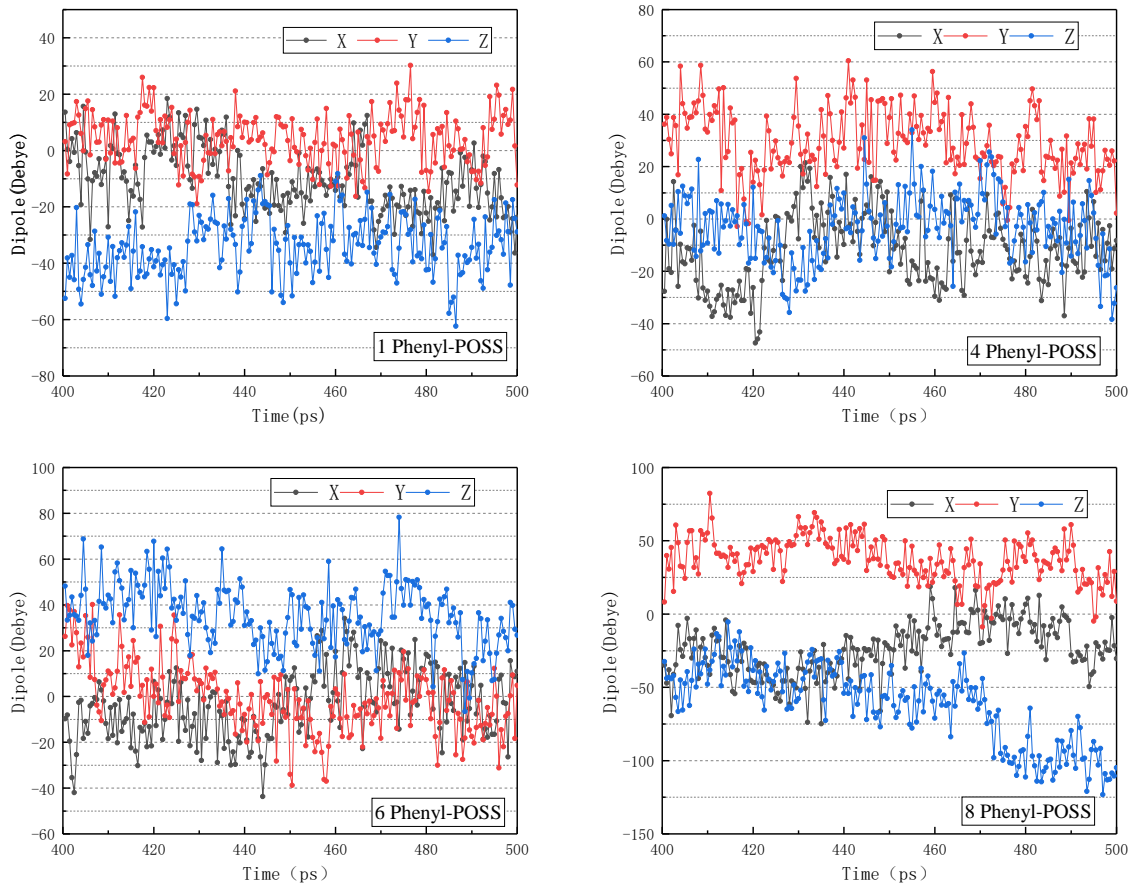 X Y Z
Dipole(Debye)
40
20
0
-20
-40
-60
-80
400 420 440 460 480 500
Time(ps)
1 Phenyl-POSS
X Y Z
Dipole(Debye)
80
60
40
20
0
-20
-40
-60
400 420 440 460 480 500
Time（ps）
4 Phenyl-POSS
X Y Z
Dipole(Debye)
100
80
60
40
20
0
-20
-40
-60
400 420 440 460 480 500
Time（ps）
6 Phenyl-POSS
X Y Z
Dipole(Debye)
100
50
0
-50
-100
-150
400 420 440 460 480 500
Time（ps）
8 Phenyl-POSS